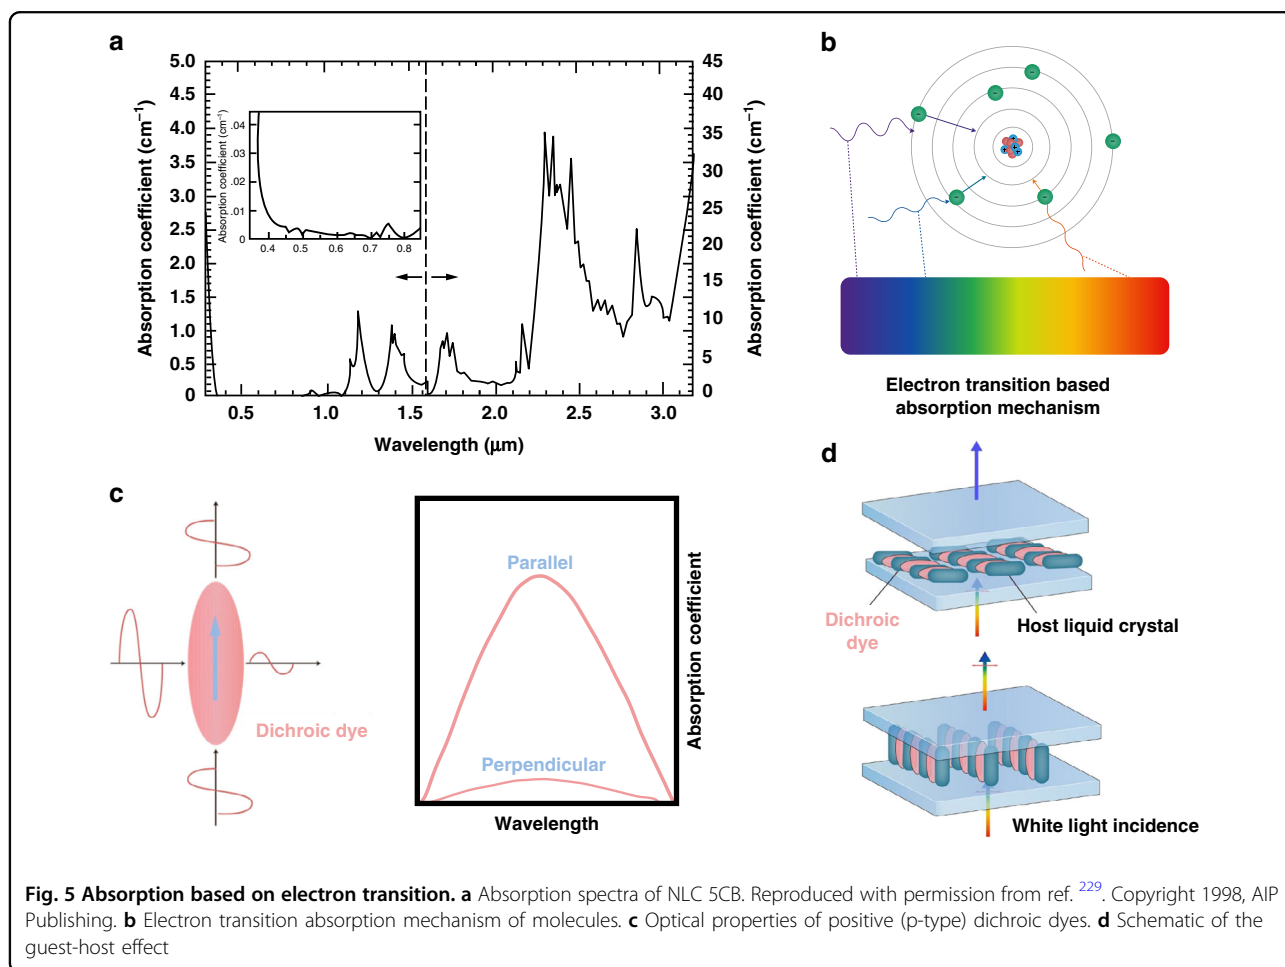 a
5.0
4.5
4.0
3.5
3.0
2.5
2.0
1.5
1.0
0.5
0
Absorption coefficient (cm⁻¹)
.04
.03
.02
.01
0
Absorption coefficient (cm⁻¹)
0.4 0.5 0.6 0.7 0.8
45
40
35
30
25
20
15
10
5
0
Absorption coefficient (cm⁻¹)
0.5 1.0 1.5 2.0 2.5 3.0
Wavelength (μm)
b
Electron transition based
absorption mechanism
c
Dichroic dye
Parallel
Perpendicular
Absorption coefficient
Wavelength
d
Dichroic
dye
Host liquid crystal
White light incidence
Fig. 5 Absorption based on electron transition. a Absorption spectra of NLC 5CB. Reproduced with permission from ref. 229. Copyright 1998, AIP
Publishing. b Electron transition absorption mechanism of molecules. c Optical properties of positive (p-type) dichroic dyes. d Schematic of the
guest-host effect